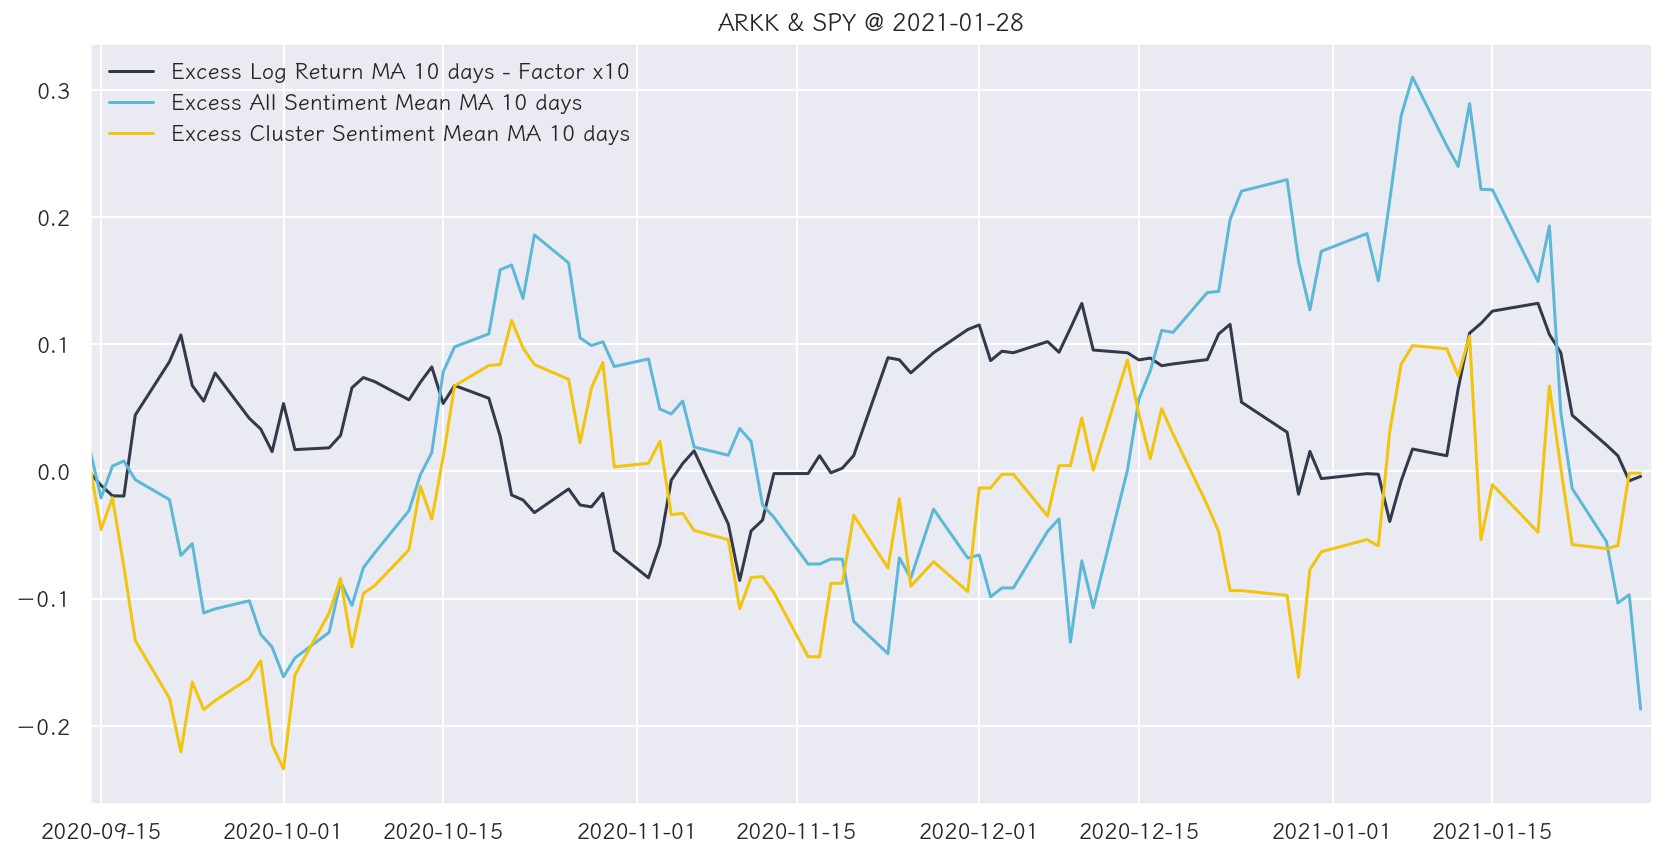 ARKK & SPY @ 2021-01-28
Excess Log Return MA 10 days - Factor x10
Excess All Sentiment Mean MA 10 days
Excess Cluster Sentiment Mean MA 10 days
0.3
0.2
0.1
0.0
−0.1
−0.2
2020-09-15 2020-10-01 2020-10-15 2020-11-01 2020-11-15 2020-12-01 2020-12-15 2021-01-01 2021-01-15